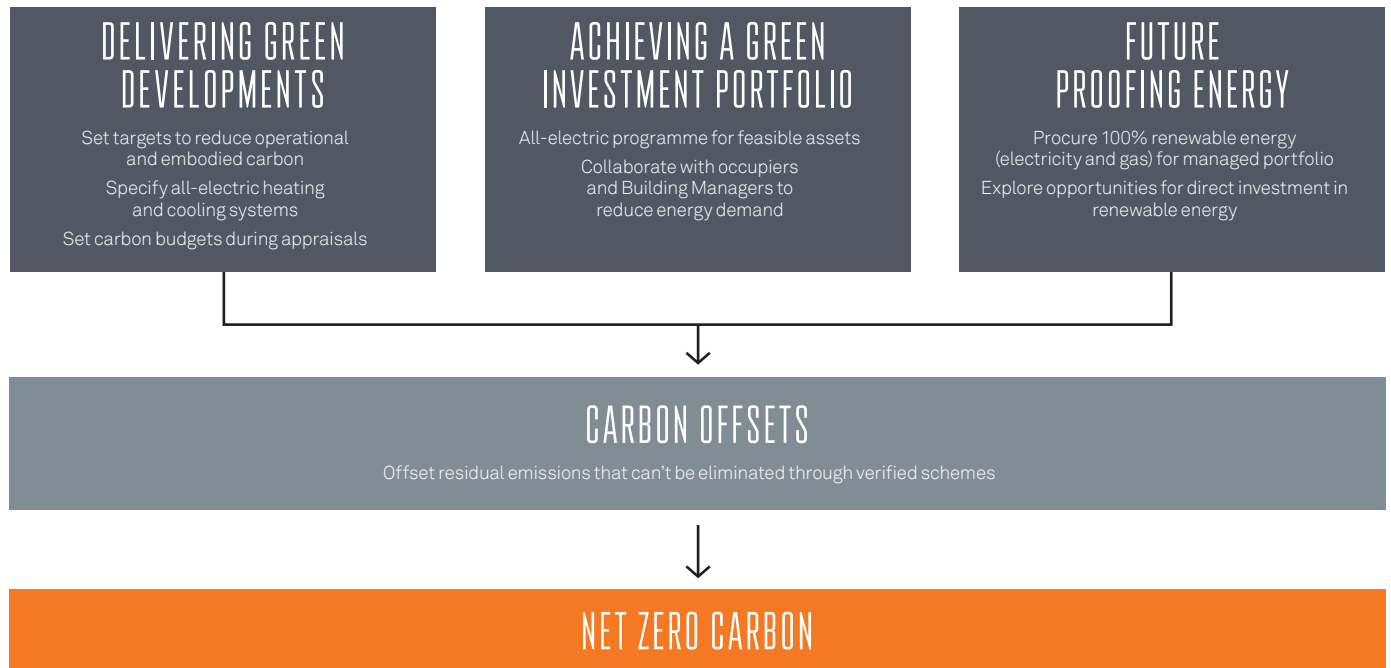 DELIVERING GREEN
DEVELOPMENTS
Set targets to reduce operational
and embodied carbon
Specify all-electric heating
and cooling systems
Set carbon budgets during appraisals
ACHIEVING A GREEN
INVESTMENT PORTFOLIO
All-electric programme for feasible assets
Collaborate with occupiers
and Building Managers to
reduce energy demand
FUTURE
PROOFING ENERGY
Procure 100% renewable energy
(electricity and gas) for managed portfolio
Explore opportunities for direct investment in
renewable energy
CARBON OFFSETS
Offset residual emissions that can’t be eliminated through verified schemes
NET ZERO CARBON